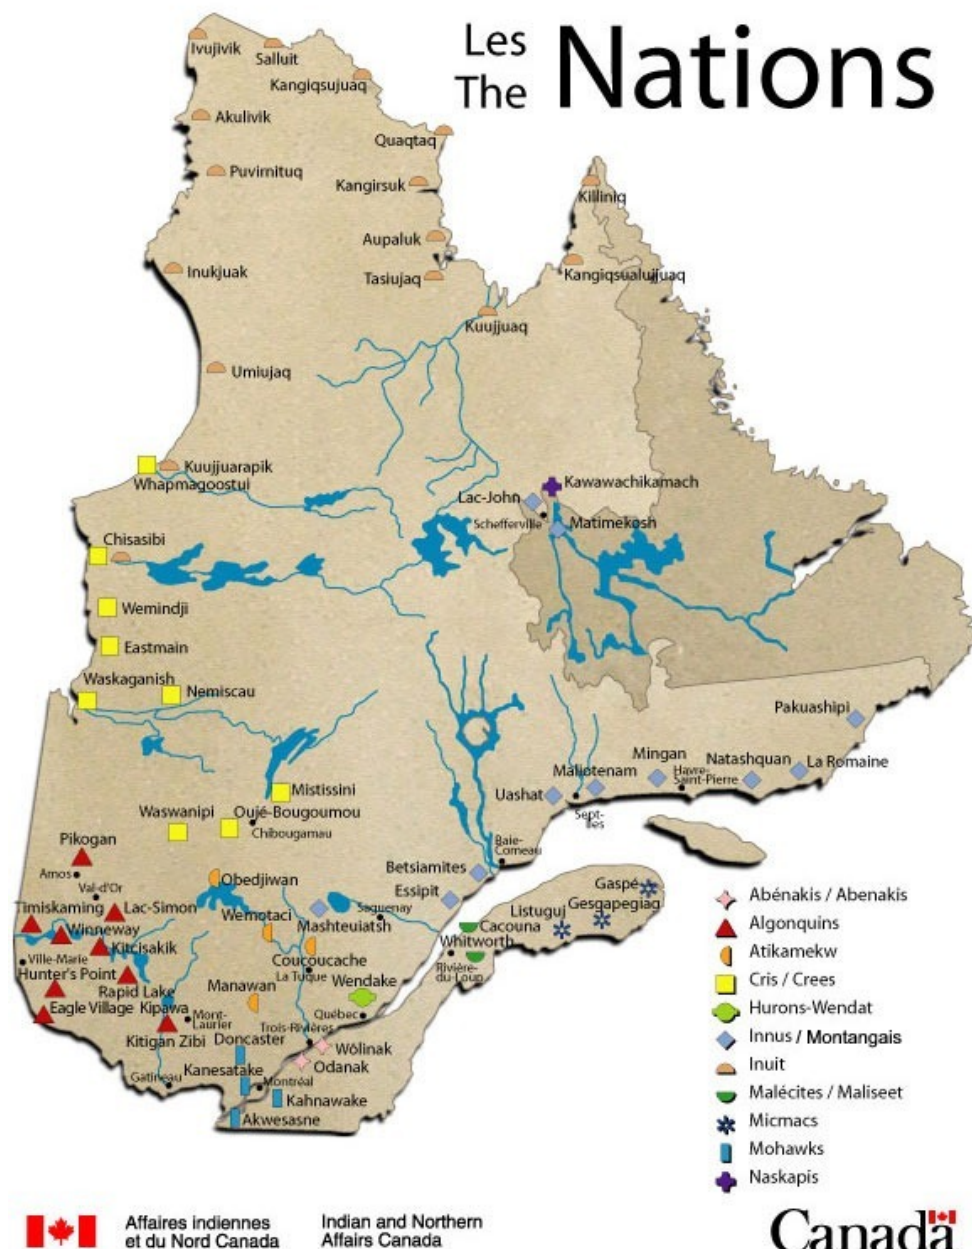 Les
The
Nations
Ivujivik
Salluit
Kangiqsujuaq
Akulivik
Quaqtaq
Puvirnituq
Kangirsuk
Killiniq
Aupaluk
Inukjuak
Tasiujaq
Kangiqsualujjuaq
Kuujjuaq
Umiujaq
Kuujjuarapik
Whapmagoostui
Kawawachikamach
Lac-John
Schefferville
Matimekosh
Chisasibi
Wemindji
Eastmain
Waskaganish
Nemiscau
Pakuashipi
Mingan
Natashquan
La Romaine
Maliotenam
Havre-
Saint-Pierre
Uashat
Sept-
Iles
Mistissini
Waswanipi
Oujé-Bougoumou
Chibougamau
Pikogan
Baie-
Comeau
Amos
Betsiamites
Val-d'Or
Obedjiwan
Essipit
Gaspé
Gesgapegiag
Listuguj
Timiskaming
Lac-Simon
Wemotaci
Saguenay
Mashteuiatsh
Cacouna
Winneway
Whitworth
Kitcisakik
Ville-Marie
Coucoucache
Rivière-
du-Loup
Hunter's Point
La Tuque
Rapid Lake
Manawan
Wendake
Eagle Village Kipawa
Mont-
Laurier
Québec
Trois-Rivières
Kitigan Zibi
Doncaster
Wôlinak
Odanak
Kanesatake
Gatineau
Montréal
Kahnawake
Akwesasne
Abénakis / Abenakis
Algonquins
Atikamekw
Cris / Crees
Hurons-Wendat
Innus / Montangais
Inuit
Malécites / Maliseet
Micmacs
Mohawks
Naskapis
Affaires indiennes
et du Nord Canada
Indian and Northern
Affairs Canada
Canada